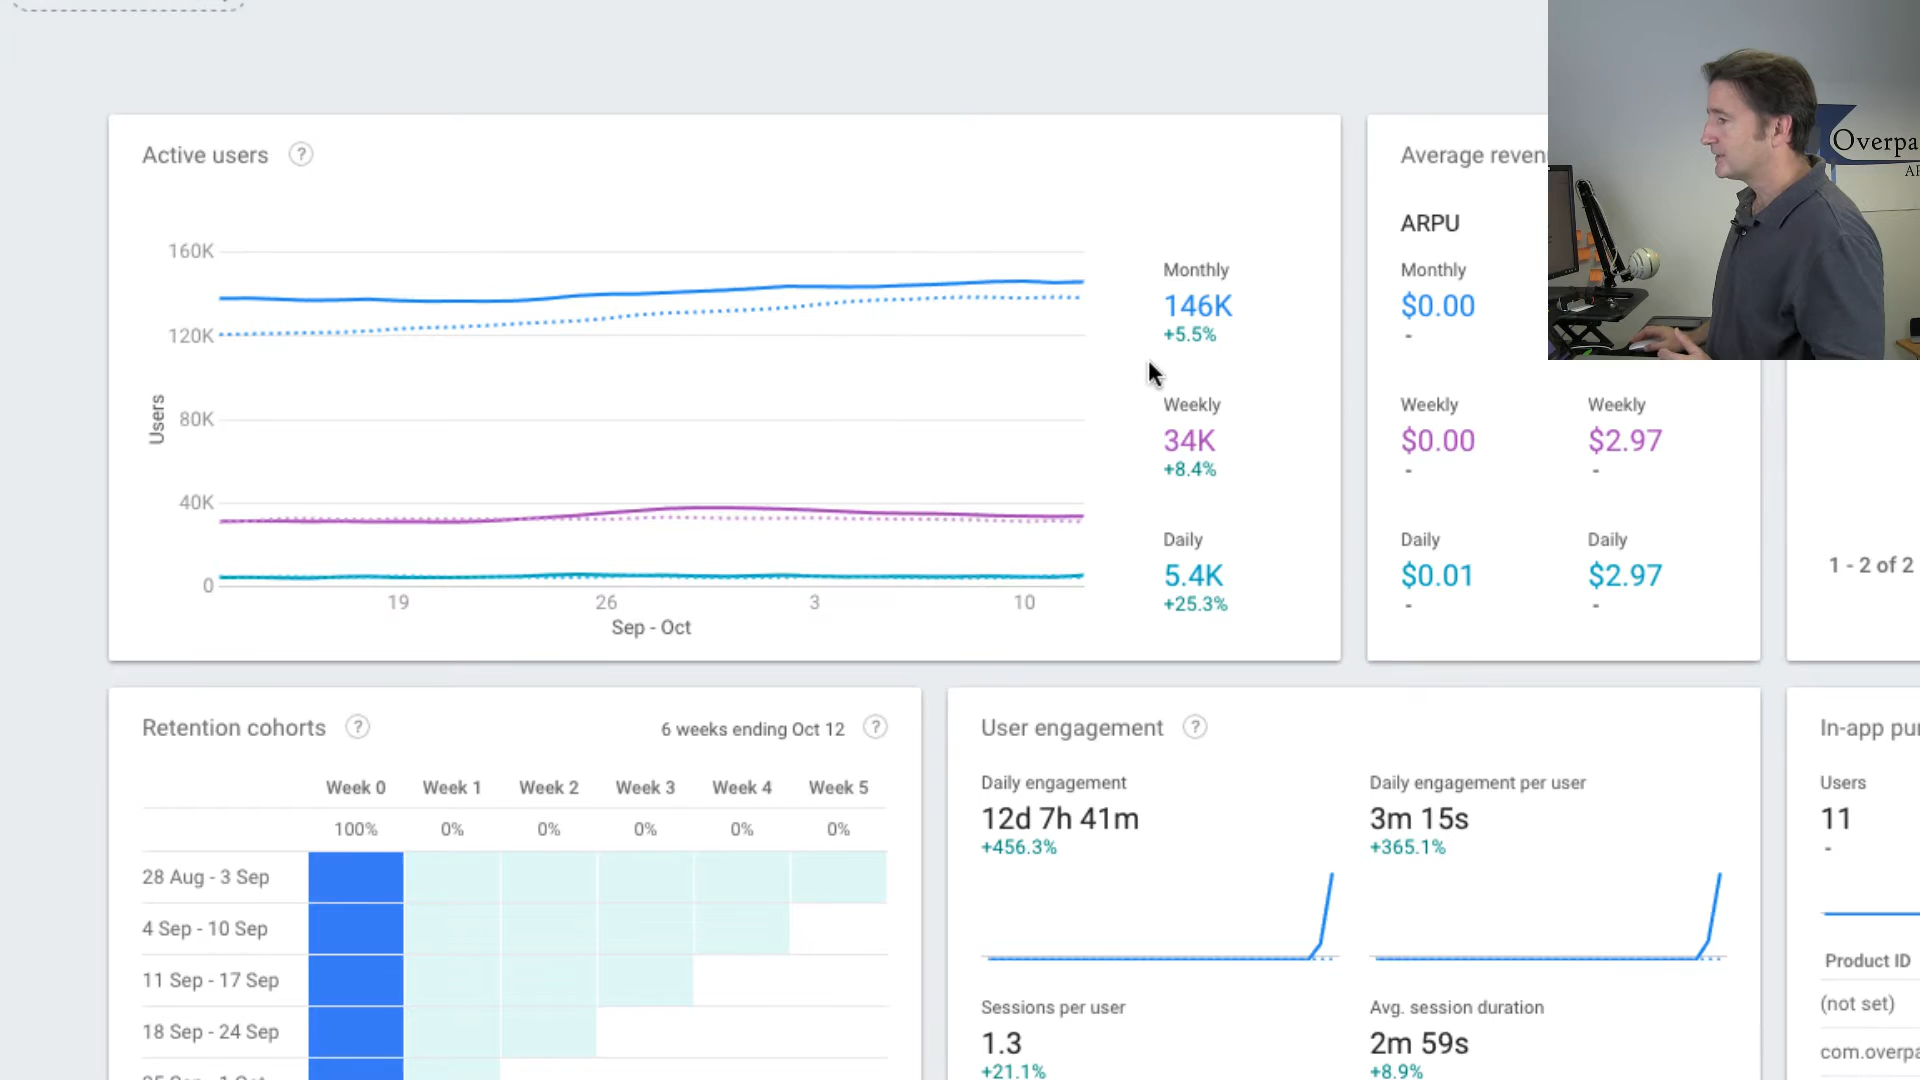 Active users ?
160K
120K
80K
40K
0
Users
19 26 3 10
Sep - Oct
Monthly
146K
+5.5%
Weekly
34K
+8.4%
Daily
5.4K
+25.3%
ARPU
Average
Monthly
$0.00
-
Weekly Weekly
$0.00 $2.97
- -
Daily Daily
$0.01 $2.97
- -
1 - 2 of 2
Retention cohorts ? 6 weeks ending Oct 12 ?
Week 0 Week 1 Week 2 Week 3 Week 4 Week 5
100% 0% 0% 0% 0% 0%
28 Aug - 3 Sep
4 Sep - 10 Sep
11 Sep - 17 Sep
18 Sep - 24 Sep
User engagement ?
Daily engagement
12d 7h 41m
+456.3%
Daily engagement per user
3m 15s
+365.1%
Sessions per user
1.3
+21.1%
Avg. session duration
2m 59s
+8.9%
In-app
Users
11
-
Product ID
(not set)